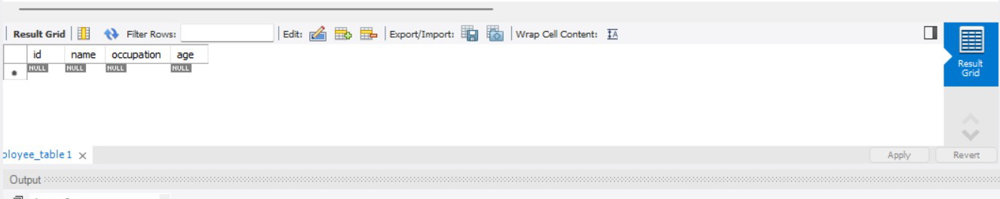 Result Grid Filter Rows: Edit: Export/Import: Wrap Cell Content:
id name occupation age
NULL NULL NULL NULL
Result
Grid
ployee_table 1
Apply Revert
Output